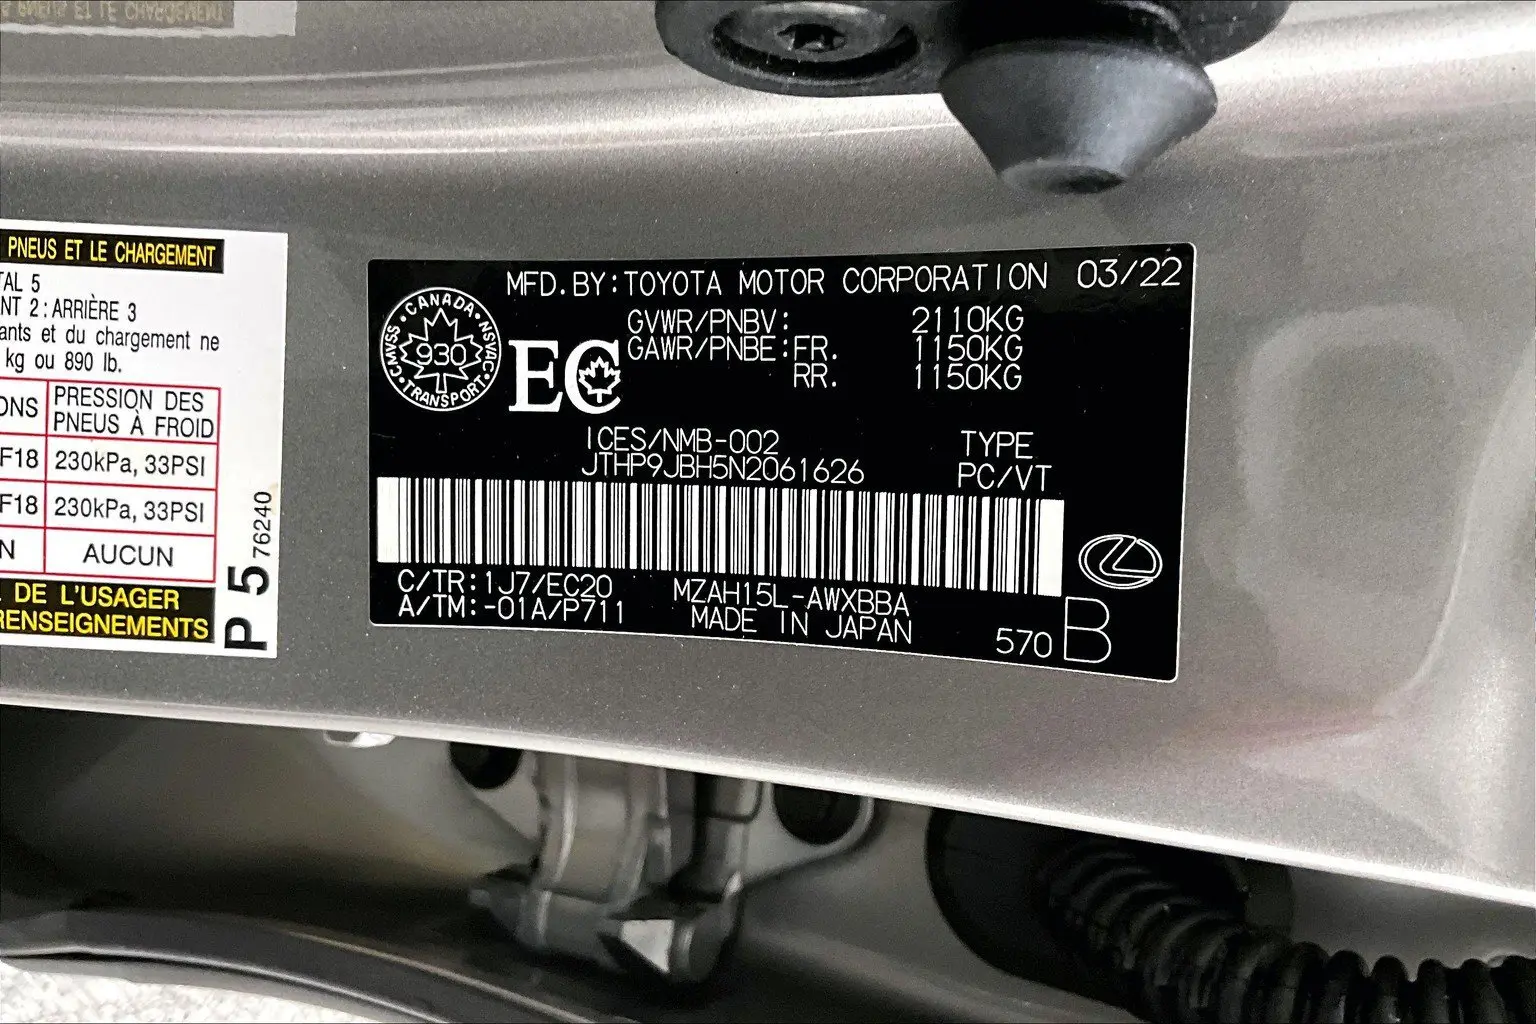 PNEUS ET LE CHARGEMENT
TAL 5
ANT 2: ARRIÈRE 3
ants et du chargement ne
kg ou 890 lb.
ONS
PRESSION DES PNEUS À FROID
F18 230kPa, 33PSI
F18 230kPa, 33PSI
N AUCUN
DE L'USAGER
RENSEIGNEMENTS
P 5 76240
MFD. BY: TOYOTA MOTOR CORPORATION 03/22
CANADA
CMVSS
NSVAC
930
TRANSPORT
EC
GVWR/PNBV: 2110KG
GAWR/PNBE: FR. 1150KG
RR. 1150KG
ICES/NMB-002
TYPE
JTHP9JBH5N2061626
PC/VT
C/TR: 1J7/EC20
MZAH15L-AWXBBA
A/TM: -01A/P711
MADE IN JAPAN
570 B